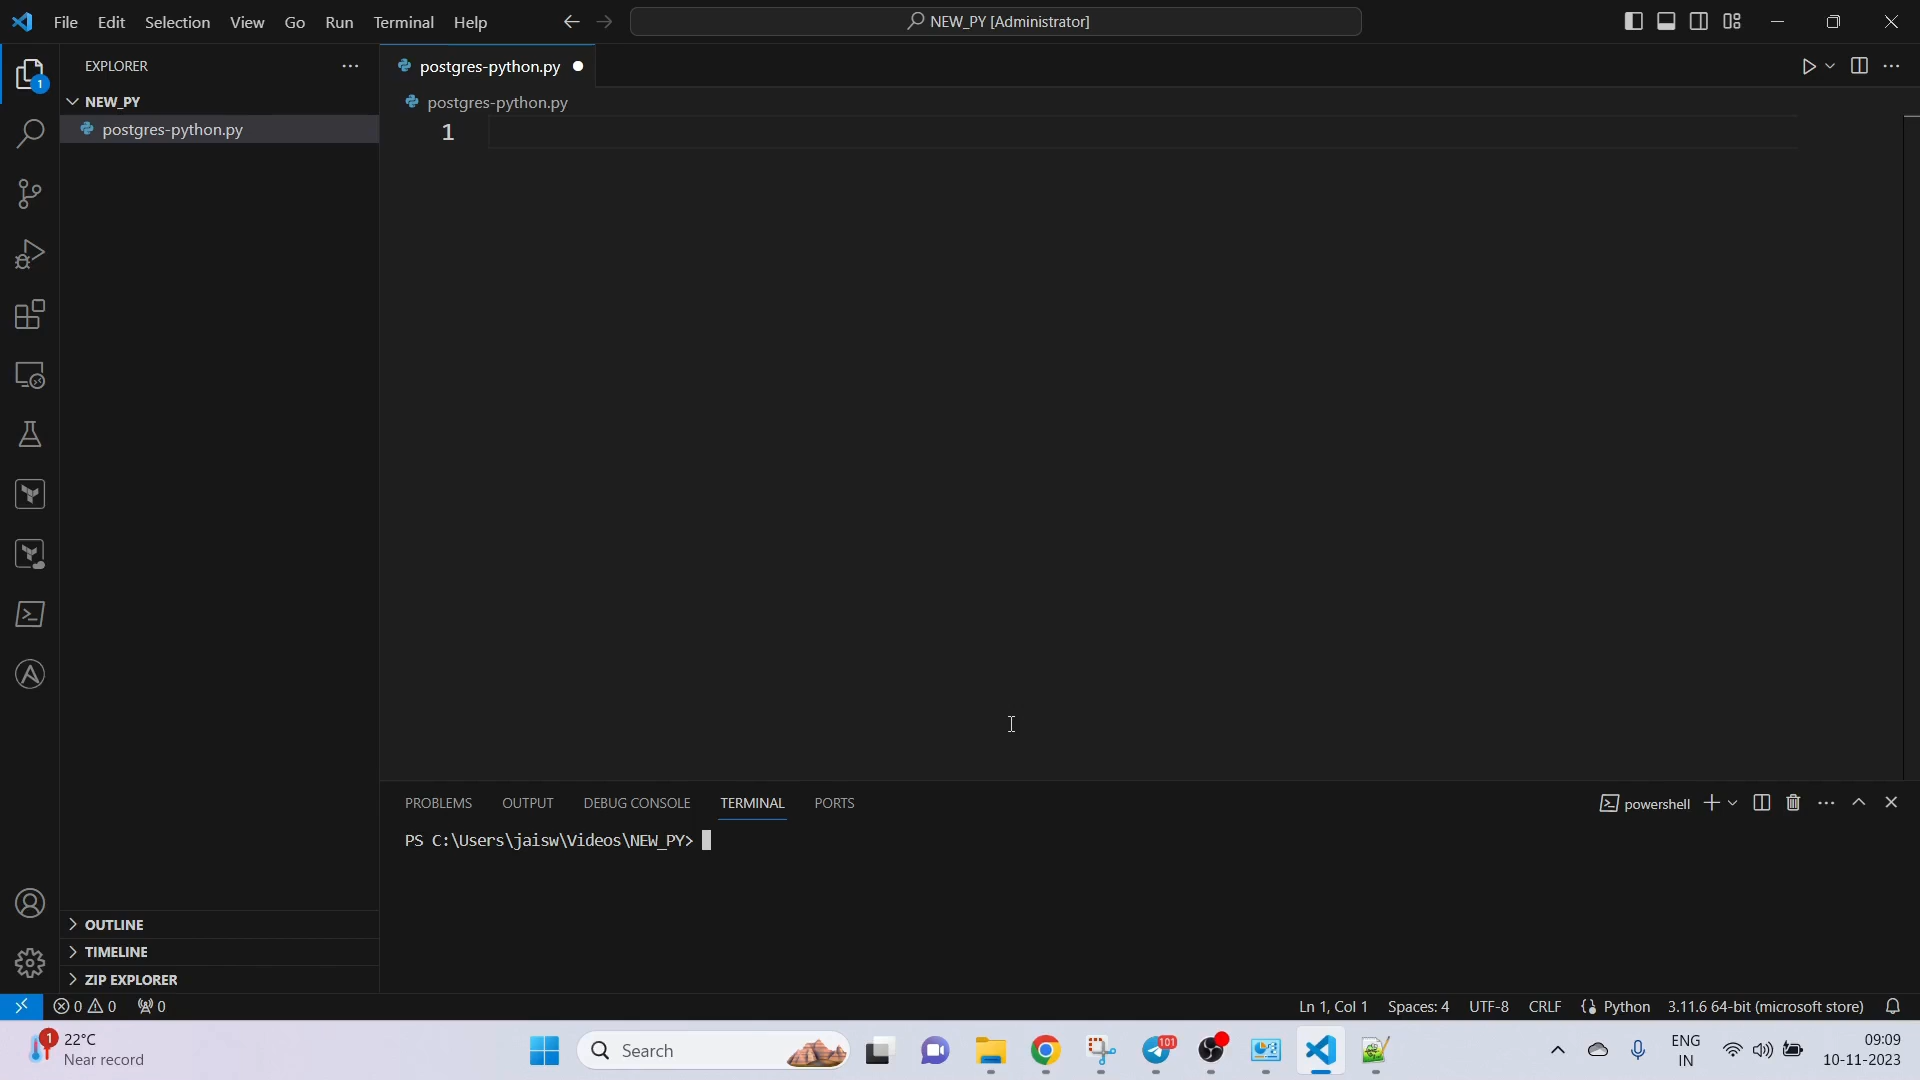 File Edit Selection View Go Run Terminal Help
NEW_PY [Administrator]
EXPLORER
NEW_PY
postgres-python.py
postgres-python.py
postgres-python.py
1
1
PROBLEMS OUTPUT DEBUG CONSOLE TERMINAL PORTS
powershell
PS C:\Users\jaisw\Videos\NEW_PY>
OUTLINE
TIMELINE
ZIP EXPLORER
0 0 0
Ln 1, Col 1 Spaces: 4 UTF-8 CRLF Python 3.11.6 64-bit (microsoft store)
1
22°C
Near record
Search
101
ENG
IN
09:09
10-11-2023